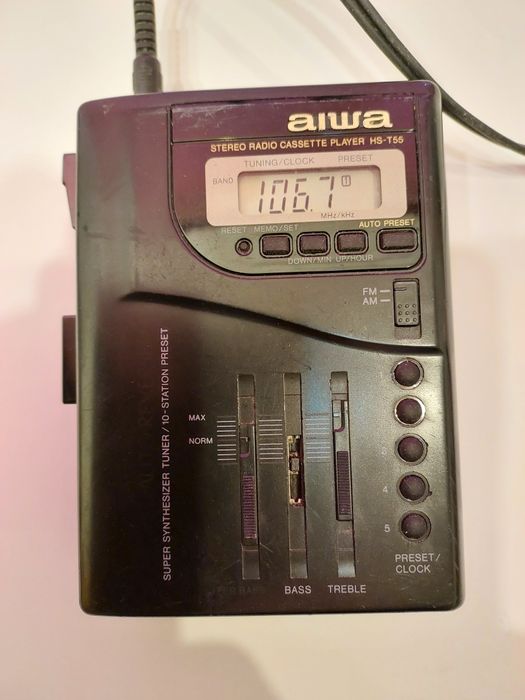 aiwa
STEREO RADIO CASSETTE PLAYER HS-T55
TUNING/CLOCK PRESET
BAND
106.7 1
MHz/kHz
RESET MEMO/SET AUTO PRESET
DOWN/MIN UP/HOUR
FM
AM
MAX
NORM
3
4
5
PRESET/
CLOCK
BASS TREBLE
SUPER SYNTHESIZER TUNER/10-STATION PRESET